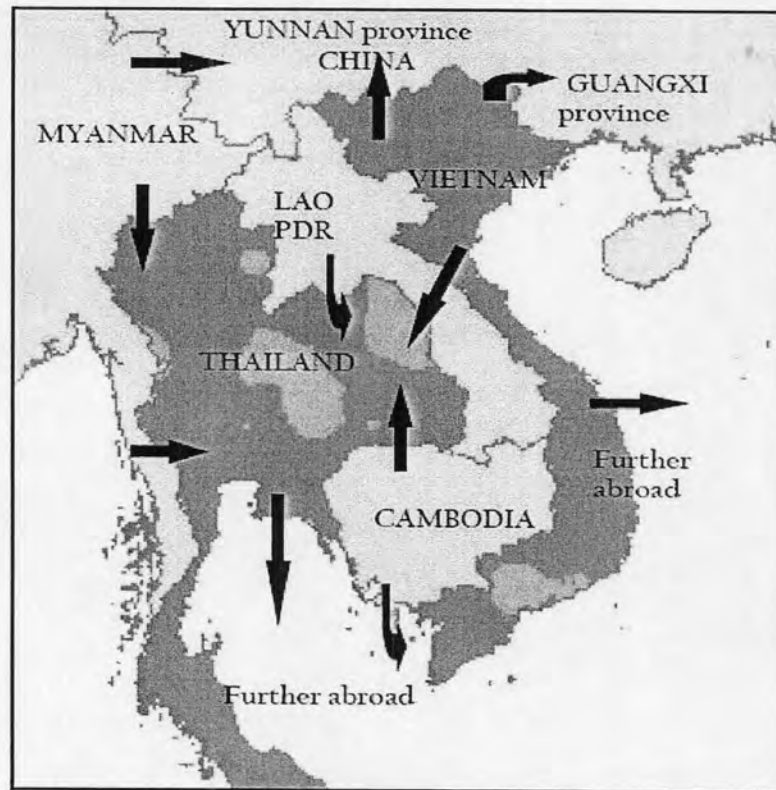 YUNNAN province
CHINA
GUANGXI
province
MYANMAR
VIETNAM
LAO
PDR
THAILAND
Further
abroad
CAMBODIA
Further abroad